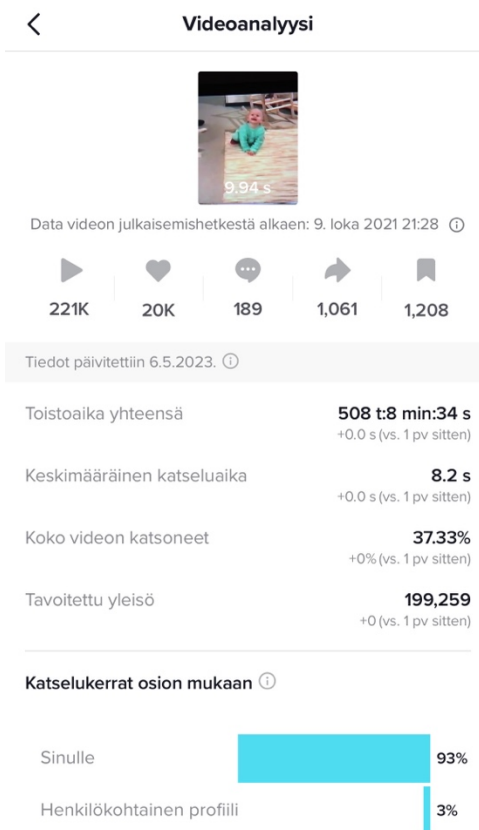 Videoanalyysi
9.94 s
Data videon julkaisemishetkestä alkaen: 9. loka 2021 21:28
221K 20K 189 1,061 1,208
Tiedot päivitettiin 6.5.2023.
Toistoaika yhteensä 508 t:8 min:34 s
+0.0 s (vs. 1 pv sitten)
Keskimääräinen katseluaika 8.2 s
+0.0 s (vs. 1 pv sitten)
Koko videon katsoneet 37.33%
+0% (vs. 1 pv sitten)
Tavoitettu yleisö 199,259
+0 (vs. 1 pv sitten)
Katselukerrat osion mukaan
Sinulle 93%
Henkilökohtainen profiili 3%